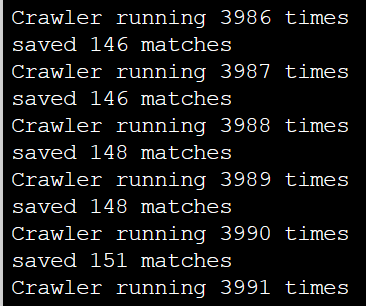 Crawler running 3986 times
saved 146 matches
Crawler running 3987 times
saved 146 matches
Crawler running 3988 times
saved 148 matches
Crawler running 3989 times
saved 148 matches
Crawler running 3990 times
saved 151 matches
Crawler running 3991 times